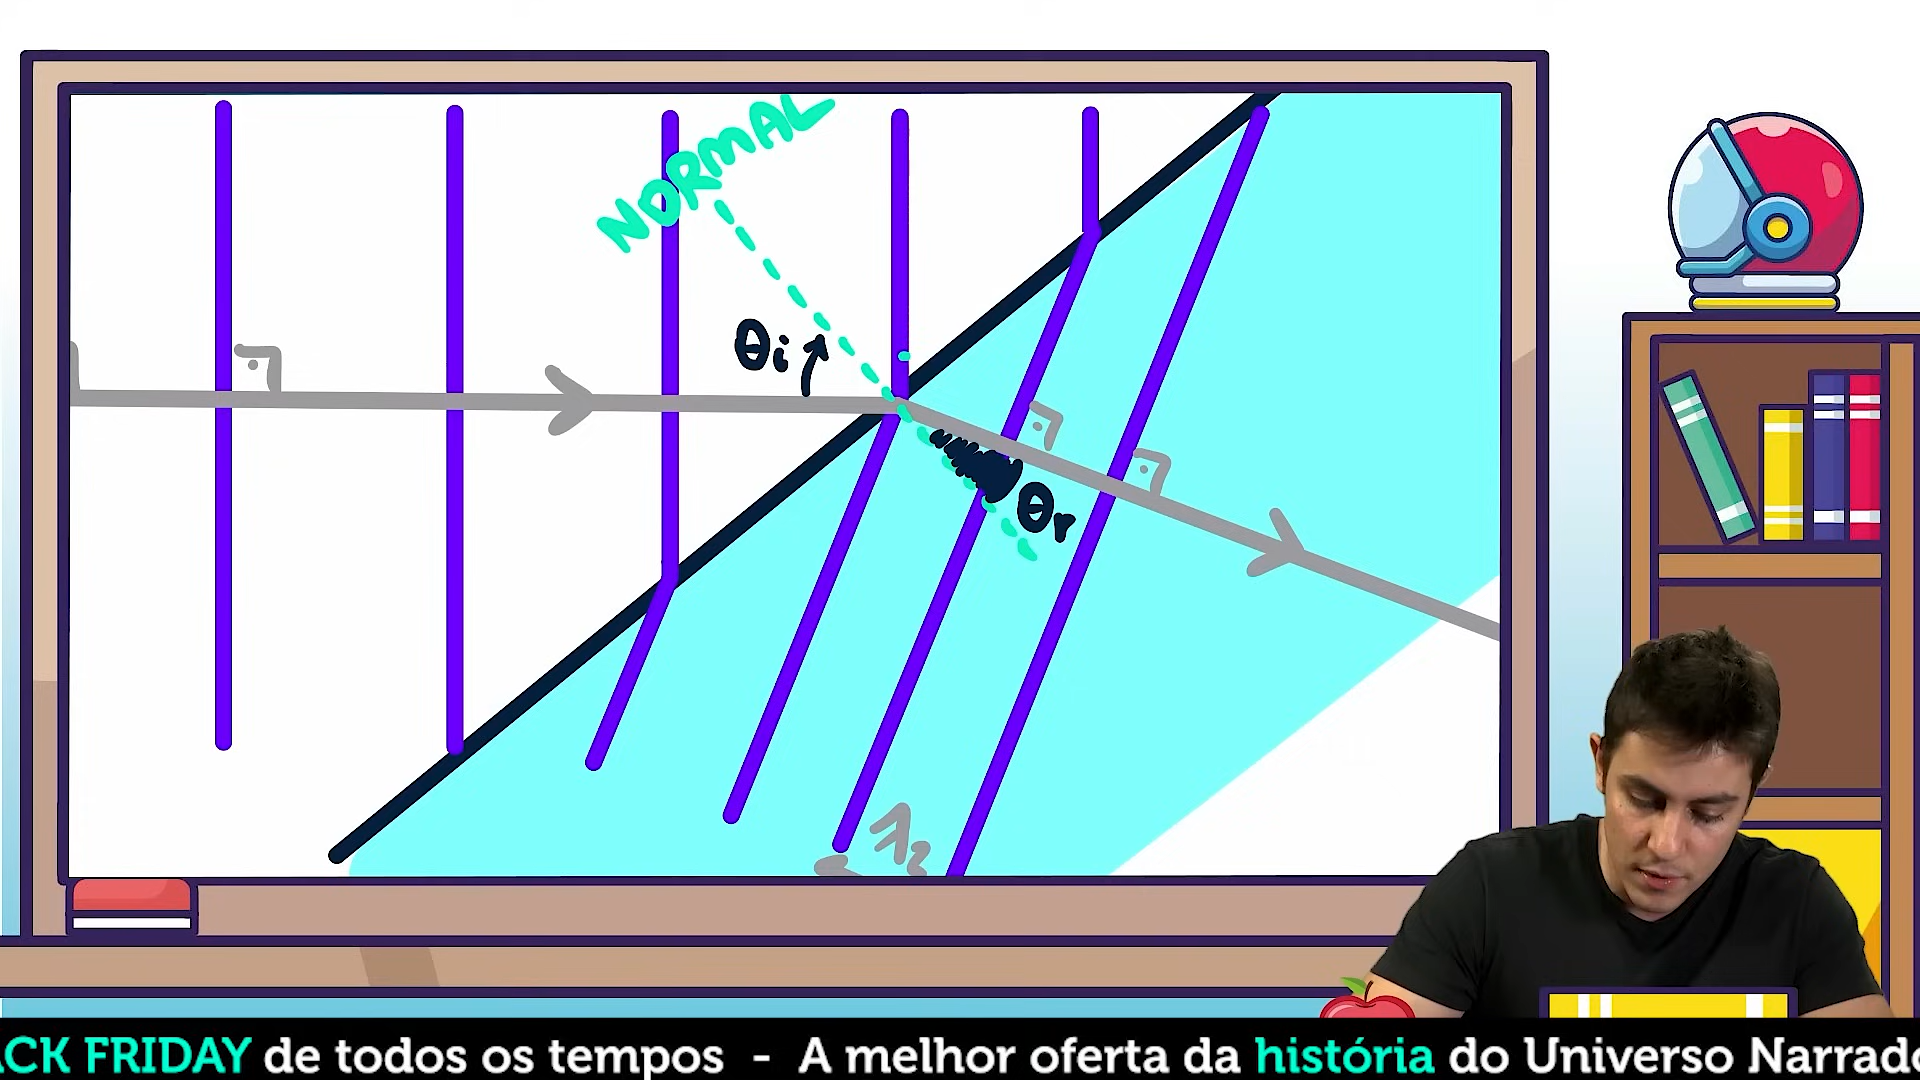 NORMAL
θi
θr
λ2
ACK FRIDAY de todos os tempos - A melhor oferta da história do Universo Narrado